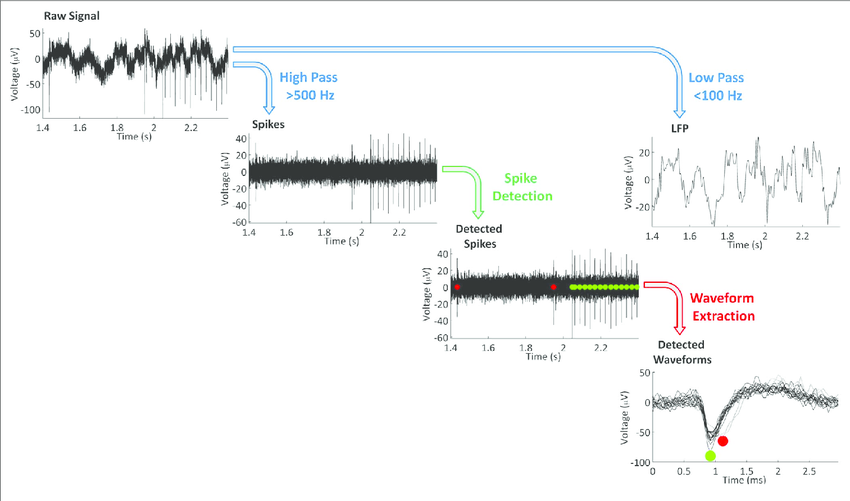 Raw Signal
50
0
-50
-100
Voltage (µV)
1.4
1.6
1.8
2
2.2
Time (s)
High Pass
>500 Hz
Low Pass
<100 Hz
Spikes
40
20
0
-20
-40
-60
Voltage (µV)
1.4
1.6
1.8
2
2.2
Time (s)
Spike
Detection
LFP
20
0
-20
Voltage (µV)
1.4
1.6
1.8
2
2.2
Time (s)
Detected
Spikes
40
20
0
-20
-40
-60
Voltage (µV)
1.4
1.6
1.8
2
2.2
Time (s)
Waveform
Extraction
Detected
Waveforms
50
0
-50
-100
Voltage (µV)
0
0.5
1
1.5
2
2.5
Time (ms)